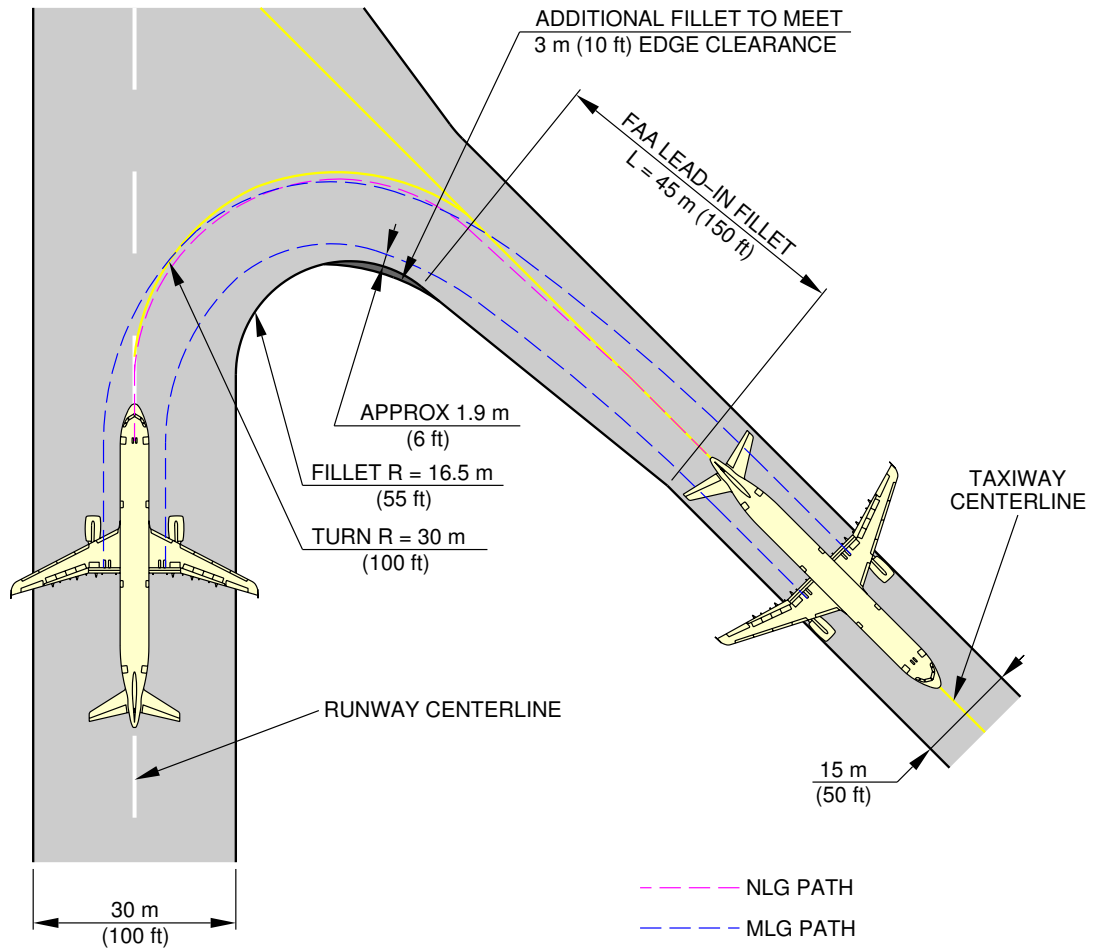 ADDITIONAL FILLET TO MEET
3 m (10 ft) EDGE CLEARANCE
FAA LEAD–IN FILLET
L = 45 m (150 ft)
APPROX 1.9 m
(6 ft)
FILLET R = 16.5 m
(55 ft)
TURN R = 30 m
(100 ft)
TAXIWAY
CENTERLINE
RUNWAY CENTERLINE
15 m
(50 ft)
30 m
(100 ft)
NLG PATH
MLG PATH